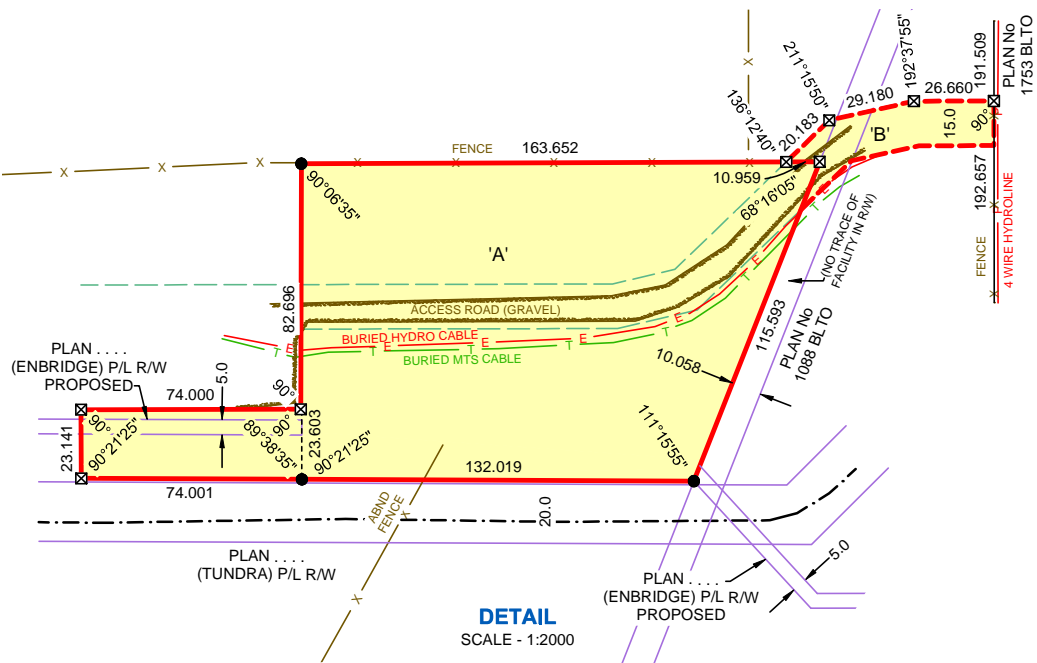 PLAN No
1753 BLTO
191.509
192°37'55"
26.660
211°15'50"
29.180
136°12'40"
20.183
15.0
90°
'B'
FENCE
163.652
10.959
68°16'05"
90°06'35"
192.657
4 WIRE HYDROLINE
FENCE
(NO TRACE OF
FACILITY IN R/W)
'A'
82.696
ACCESS ROAD (GRAVEL)
BURIED HYDRO CABLE
BURIED MTS CABLE
E
E
E
E
E
E
E
T
T
T
T
T
T
T
115.593
PLAN No
1088 BLTO
10.058
PLAN . . . .
(ENBRIDGE) P/L R/W
PROPOSED
5.0
74.000
90°
90°
90°
23.141
90°21'25"
89°38'35"
23.603
90°21'25"
111°15'55"
74.001
132.019
ABND
FENCE
20.0
PLAN . . . .
(TUNDRA) P/L R/W
5.0
PLAN . . . .
(ENBRIDGE) P/L R/W
PROPOSED
DETAIL
SCALE - 1:2000